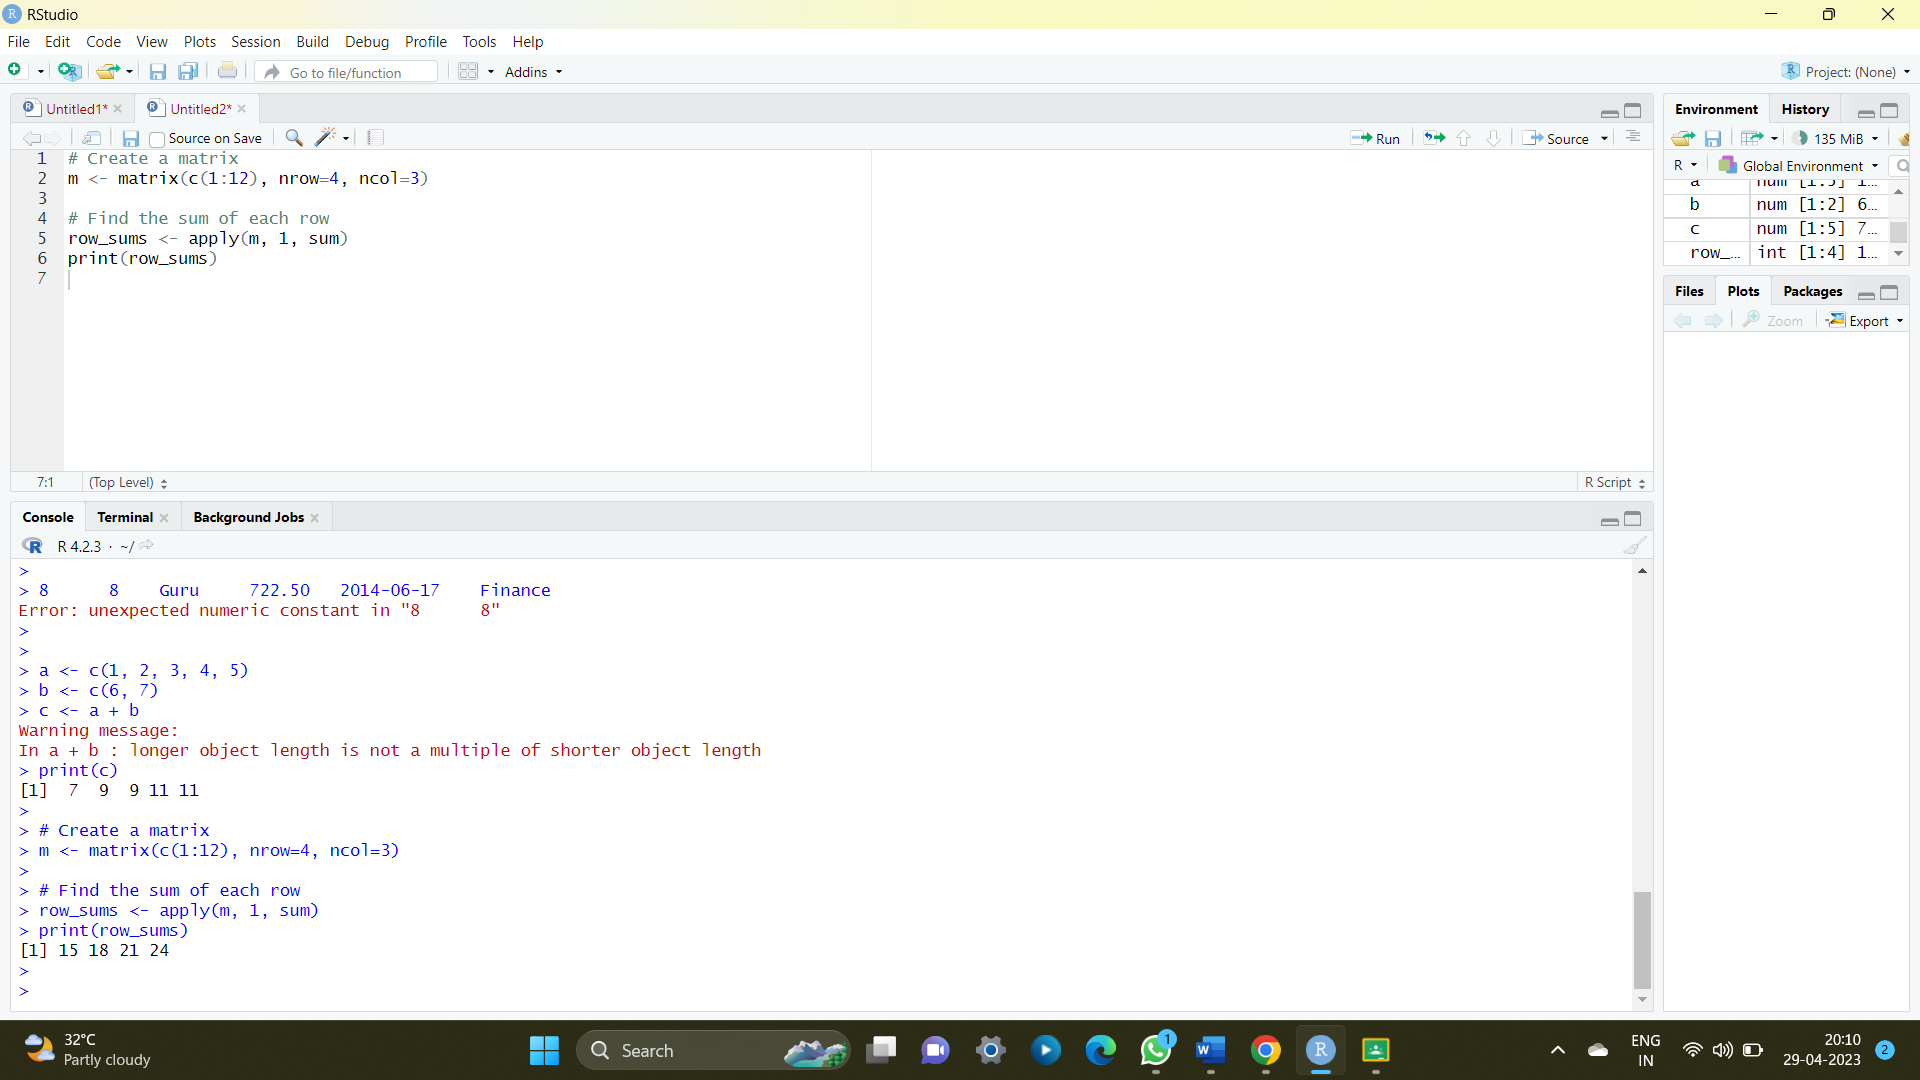 RStudio
File Edit Code View Plots Session Build Debug Profile Tools Help
Go to file/function Addins Project: (None)
Untitled1* Untitled2*
Source on Save Run Source
1 # Create a matrix
2 m <- matrix(c(1:12), nrow=4, ncol=3)
3
4 # Find the sum of each row
5 row_sums <- apply(m, 1, sum)
6 print(row_sums)
7
7:1 (Top Level) R Script
Console Terminal Background Jobs
R 4.2.3 · ~/
>
> 8      8    Guru     722.50   2014-06-17    Finance
Error: unexpected numeric constant in "8      8"
>
>
> a <- c(1, 2, 3, 4, 5)
> b <- c(6, 7)
> c <- a + b
Warning message:
In a + b : longer object length is not a multiple of shorter object length
> print(c)
[1]  7  9  9 11 11
>
> # Create a matrix
> m <- matrix(c(1:12), nrow=4, ncol=3)
>
> # Find the sum of each row
> row_sums <- apply(m, 1, sum)
> print(row_sums)
[1] 15 18 21 24
>
>
Environment History
135 MiB
R Global Environment
a num [1:5] 1...
b num [1:2] 6...
c num [1:5] 7...
row_... int [1:4] 1...
Files Plots Packages
Zoom Export
32°C
Partly cloudy
Search
1
ENG
IN
20:10
29-04-2023
2